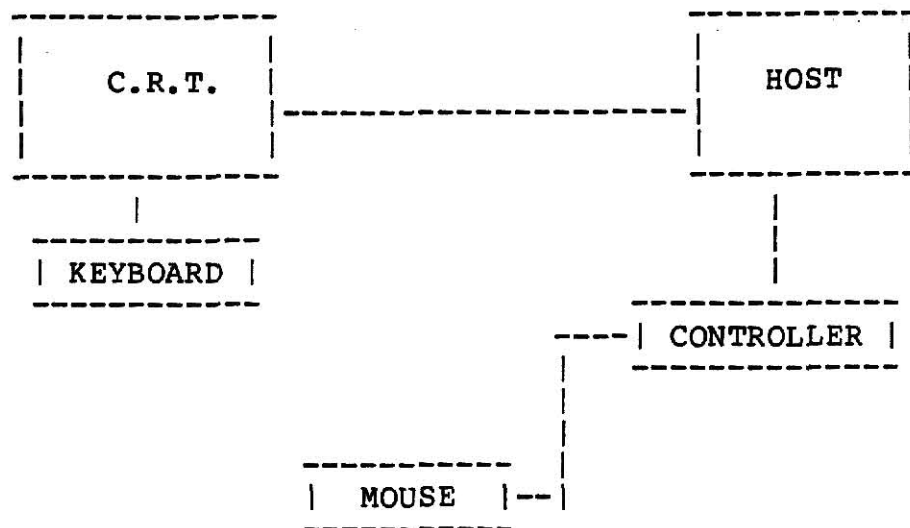 C.R.T.
HOST
KEYBOARD
CONTROLLER
MOUSE